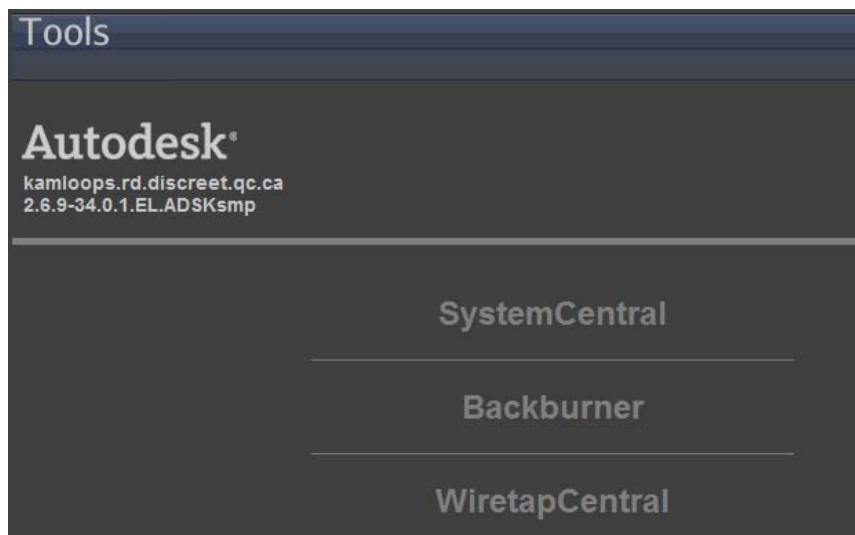 Tools
Autodesk®
kamloops.rd.discreet.qc.ca
2.6.9-34.0.1.EL.ADSKsmp
SystemCentral
Backburner
WiretapCentral